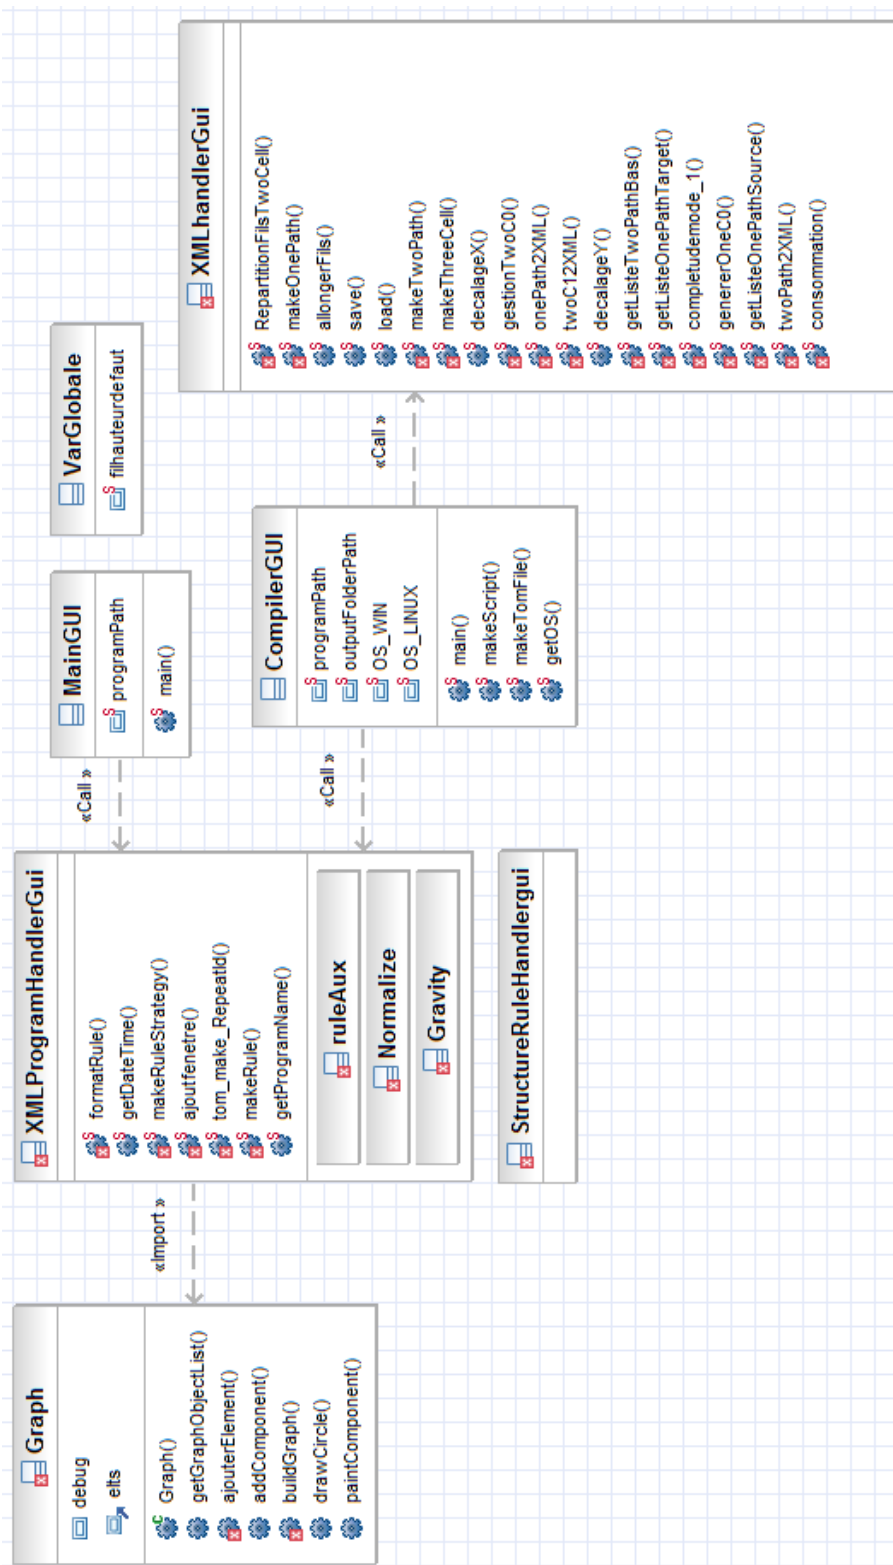 Graph
debug
elts
Graph()
getGraphObjectList()
ajouterElement()
addComponent()
buildGraph()
drawCircle()
paintComponent()
«Import »
XMLProgramHandlerGui
formatRule()
getDateTime()
makeRuleStrategy()
ajoutfenetre()
tom_make_RepeatId()
makeRule()
getProgramName()
ruleAux
Normalize
Gravity
StructureRuleHandlergui
«Call »
«Call »
MainGUI
programPath
main()
CompilerGUI
programPath
outputFolderPath
OS_WIN
OS_LINUX
main()
makeScript()
makeTomFile()
getOS()
VarGlobale
filhauteurdefaut
«Call »
XMLhandlerGui
RepartitionFilsTwoCell()
makeOnePath()
allongerFils()
save()
load()
makeTwoPath()
makeThreeCell()
decalageX()
gestionTwoC0()
onePath2XML()
twoC12XML()
decalageY()
getListeTwoPathBas()
getListeOnePathTarget()
completudemode_1()
genererOneC0()
getListeOnePathSource()
twoPath2XML()
consommation()